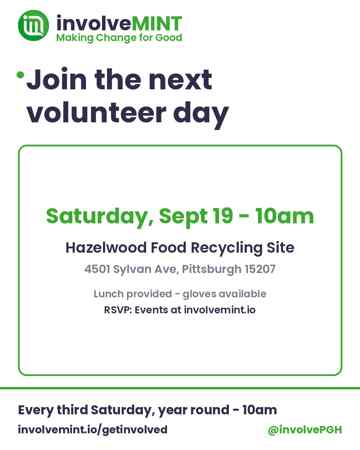 involveMINT
Making Change for Good
Join the next
volunteer day
Saturday, Sept 19 - 10am
Hazelwood Food Recycling Site
4501 Sylvan Ave, Pittsburgh 15207
Lunch provided - gloves available
RSVP: Events at involvemint.io
Every third Saturday, year round - 10am
involvemint.io/getinvolved
@involvePGH